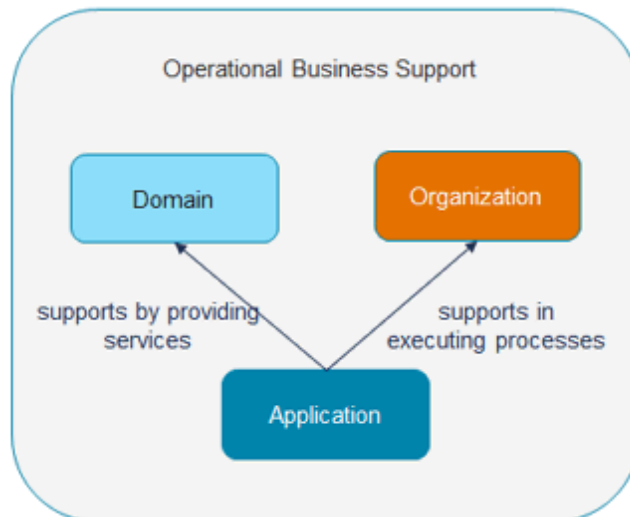 Operational Business Support
Domain
Organization
supports by providing
services
supports in
executing processes
Application